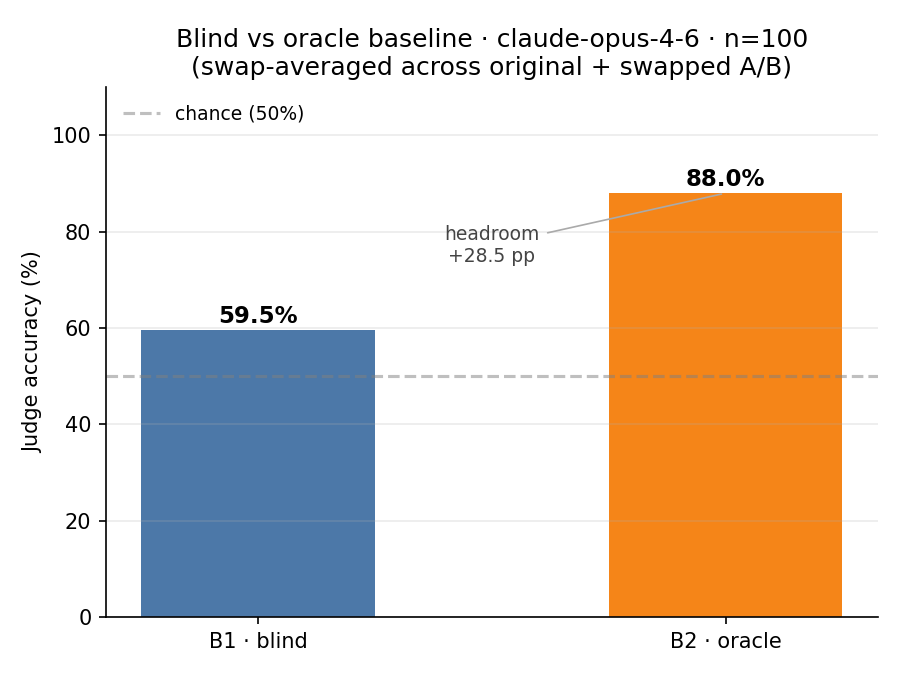 Blind vs oracle baseline · claude-opus-4-6 · n=100
(swap-averaged across original + swapped A/B)
chance (50%)
Judge accuracy (%)
100
80
60
40
20
0
88.0%
headroom
+28.5 pp
59.5%
B1 · blind
B2 · oracle